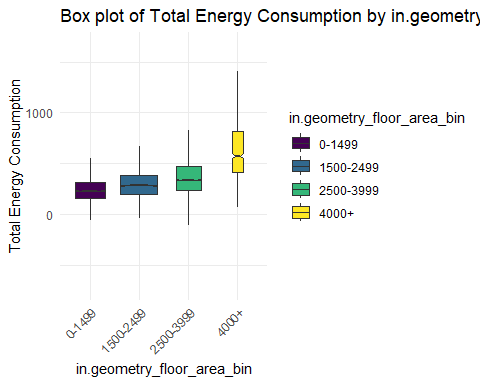 Box plot of Total Energy Consumption by in.geometry
Total Energy Consumption
1000
0
0-1499
1500-2499
2500-3999
4000+
in.geometry_floor_area_bin
in.geometry_floor_area_bin
0-1499
1500-2499
2500-3999
4000+